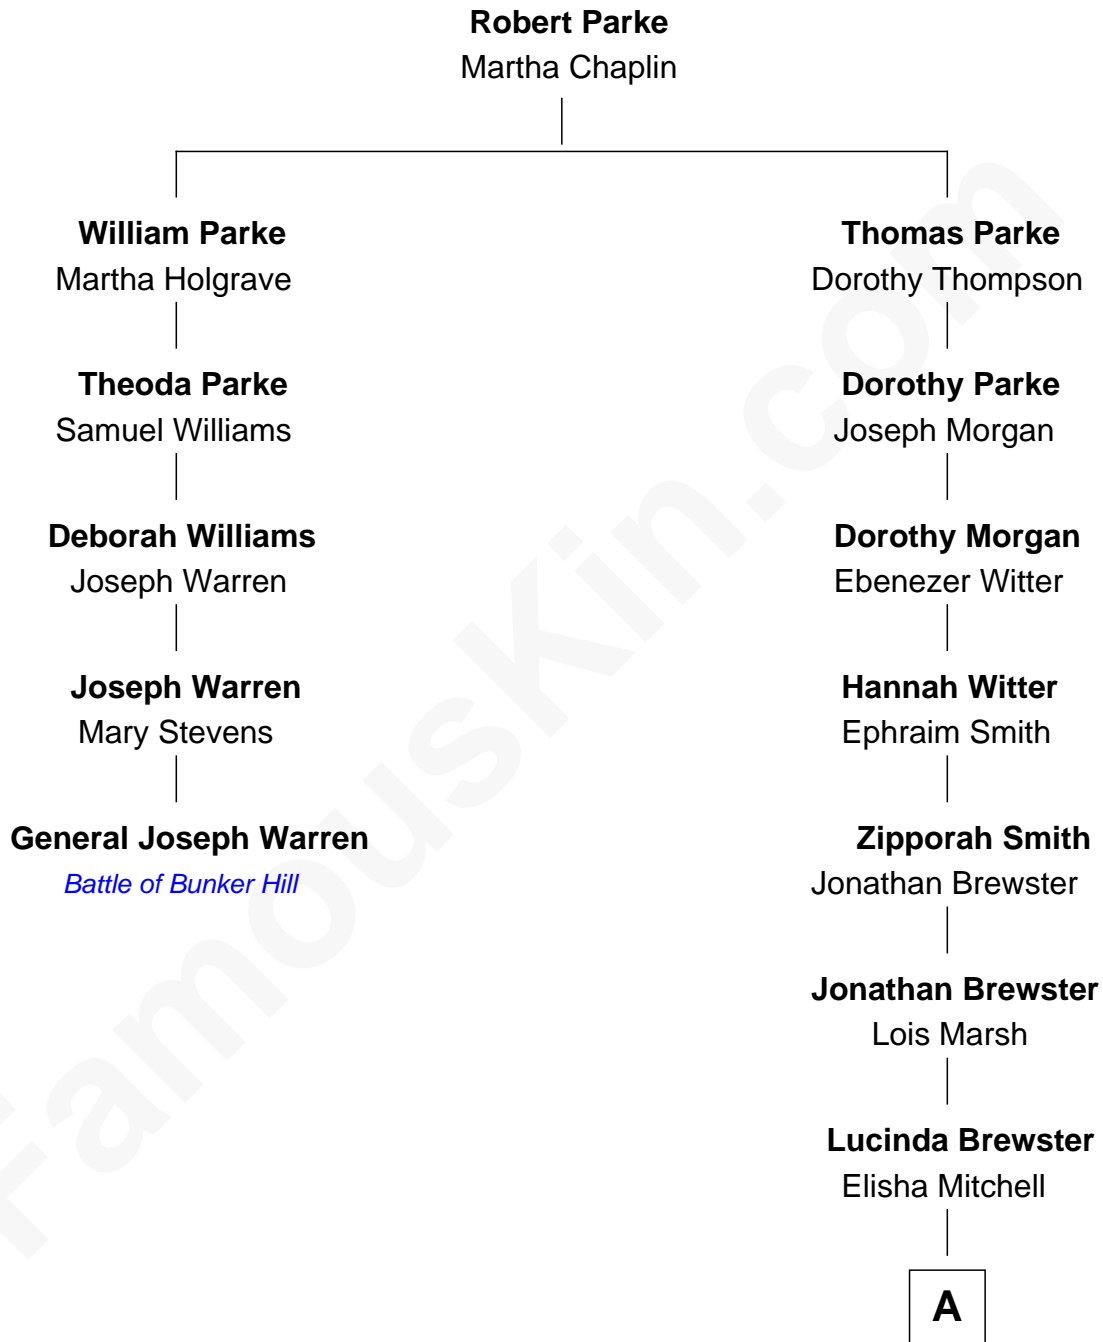 Robert Parke
Martha Chaplin
William Parke
Martha Holgrave
Theoda Parke
Samuel Williams
Deborah Williams
Joseph Warren
Joseph Warren
Mary Stevens
General Joseph Warren
Battle of Bunker Hill
Thomas Parke
Dorothy Thompson
Dorothy Parke
Joseph Morgan
Dorothy Morgan
Ebenezer Witter
Hannah Witter
Ephraim Smith
Zipporah Smith
Jonathan Brewster
Jonathan Brewster
Lois Marsh
Lucinda Brewster
Elisha Mitchell
A
FamousKin.com